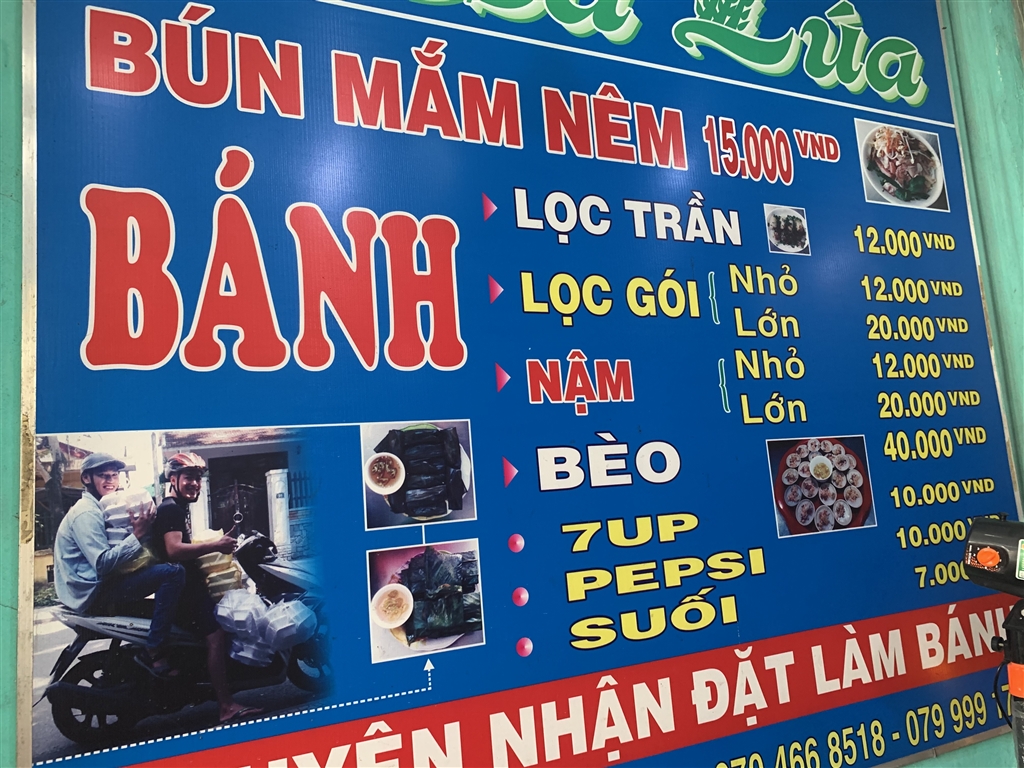 Lúa
BÚN MẮM NÊM 15.000 VND
BÁNH
LỌC TRẦN 12.000 VND
LỌC GÓI Nhỏ 12.000 VND
Lớn 20.000 VND
NẬM Nhỏ 12.000 VND
Lớn 20.000 VND
BÈO 40.000 VND
7UP 10.000 VND
PEPSI 10.000
SUỐI 7.000
NHẬN ĐẶT LÀM BÁNH
466 8518 - 079 999